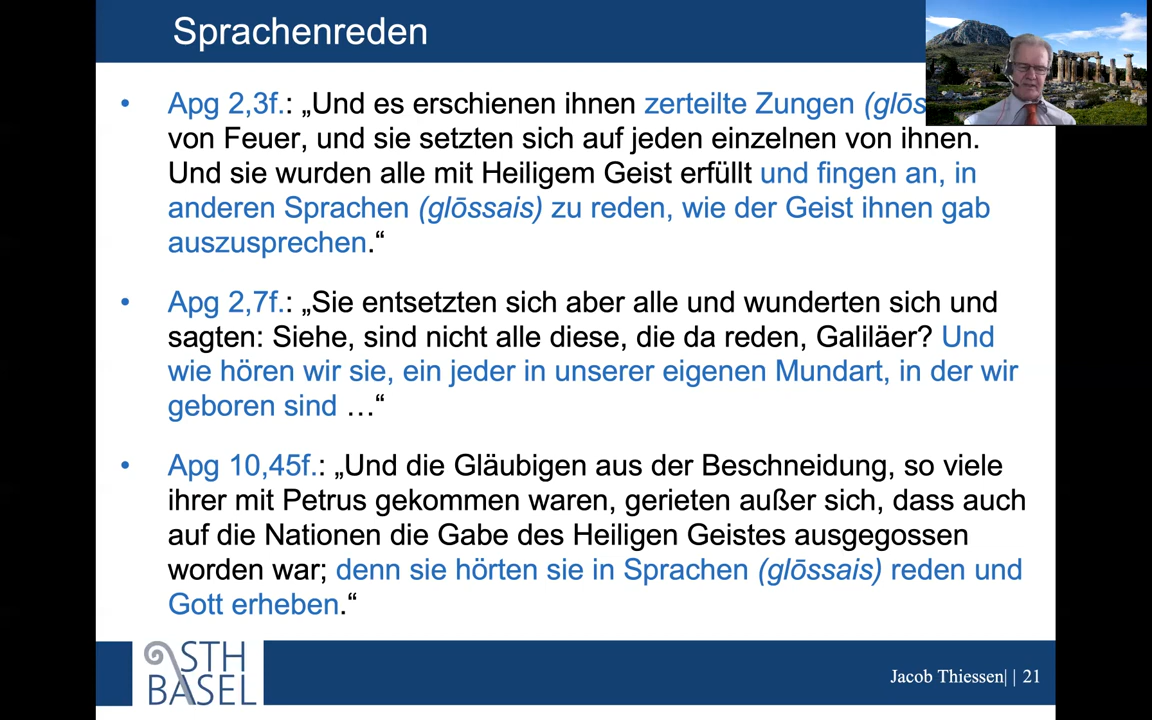 Sprachenreden
• Apg 2,3f.: „Und es erschienen ihnen zerteilte Zungen
von Feuer, und sie setzten sich auf jeden einzelnen von ihnen.
Und sie wurden alle mit Heiligem Geist erfüllt und fingen an, in
anderen Sprachen (glōssais) zu reden, wie der Geist ihnen gab
auszusprechen.“
• Apg 2,7f.: „Sie entsetzten sich aber alle und wunderten sich und
sagten: Siehe, sind nicht alle diese, die da reden, Galiläer? Und
wie hören wir sie, ein jeder in unserer eigenen Mundart, in der wir
geboren sind …“
• Apg 10,45f.: „Und die Gläubigen aus der Beschneidung, so viele
ihrer mit Petrus gekommen waren, gerieten außer sich, dass auch
auf die Nationen die Gabe des Heiligen Geistes ausgegossen
worden war; denn sie hörten sie in Sprachen (glōssais) reden und
Gott erheben.“
STH
BASEL
Jacob Thiessen| | 21